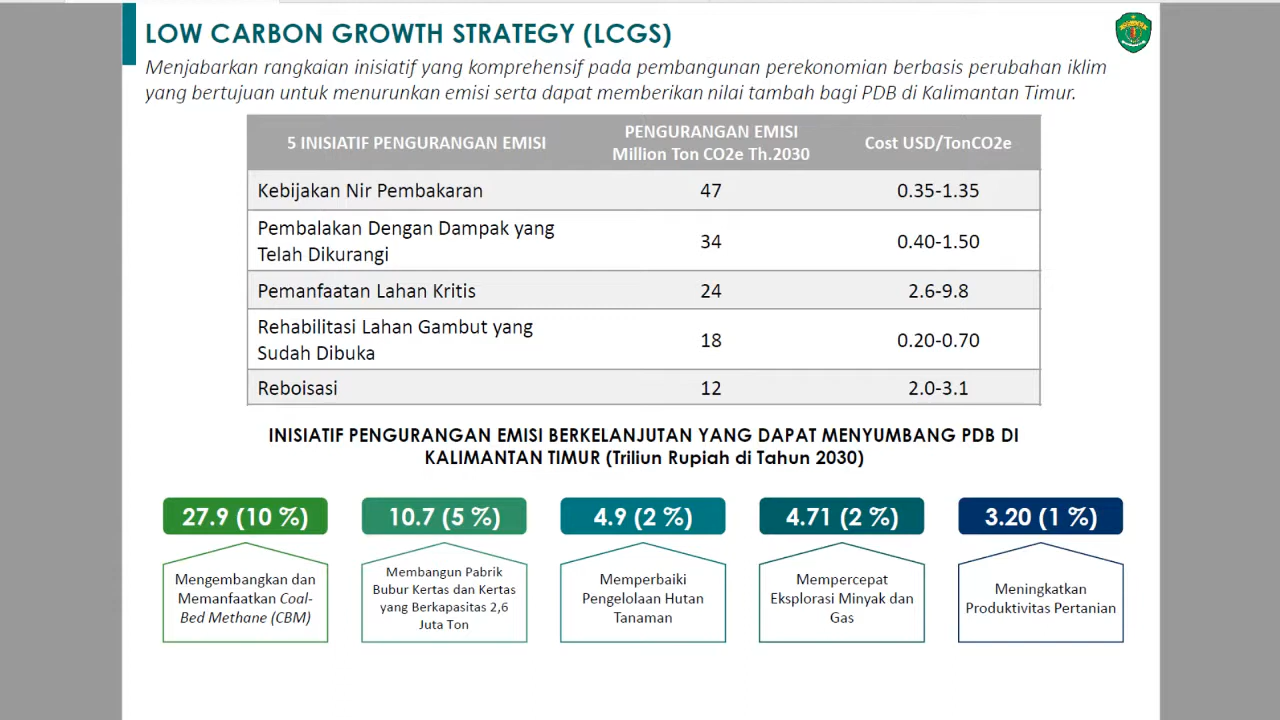 LOW CARBON GROWTH STRATEGY (LCGS)
Menjabarkan rangkaian inisiatif yang komprehensif pada pembangunan perekonomian berbasis perubahan iklim
yang bertujuan untuk menurunkan emisi serta dapat memberikan nilai tambah bagi PDB di Kalimantan Timur.
5 INISIATIF PENGURANGAN EMISI
PENGURANGAN EMISI
Million Ton CO2e Th.2030
Cost USD/TonCO2e
Kebijakan Nir Pembakaran
47
0.35-1.35
Pembalakan Dengan Dampak yang
Telah Dikurangi
34
0.40-1.50
Pemanfaatan Lahan Kritis
24
2.6-9.8
Rehabilitasi Lahan Gambut yang
Sudah Dibuka
18
0.20-0.70
Reboisasi
12
2.0-3.1
INISIATIF PENGURANGAN EMISI BERKELANJUTAN YANG DAPAT MENYUMBANG PDB DI
KALIMANTAN TIMUR (Triliun Rupiah di Tahun 2030)
27.9 (10 %)
Mengembangkan dan
Memanfaatkan Coal-
Bed Methane (CBM)
10.7 (5 %)
Membangun Pabrik
Bubur Kertas dan Kertas
yang Berkapasitas 2,6
Juta Ton
4.9 (2 %)
Memperbaiki
Pengelolaan Hutan
Tanaman
4.71 (2 %)
Mempercepat
Eksplorasi Minyak dan
Gas
3.20 (1 %)
Meningkatkan
Produktivitas Pertanian